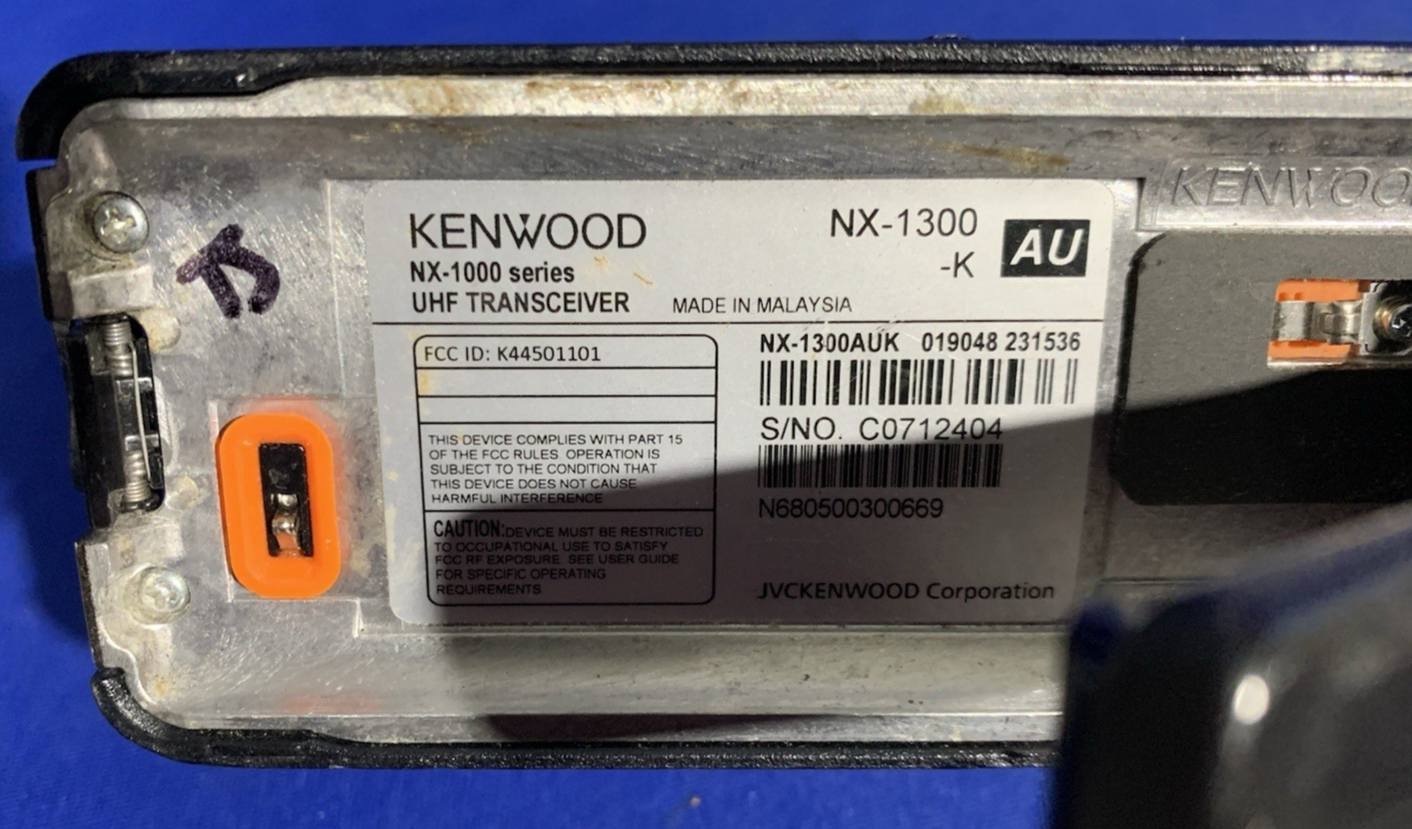 KENWOOD
NX-1000 series
UHF TRANSCEIVER
MADE IN MALAYSIA
NX-1300
-K
AU
FCC ID: K44501101
THIS DEVICE COMPLIES WITH PART 15
OF THE FCC RULES. OPERATION IS
SUBJECT TO THE CONDITION THAT
THIS DEVICE DOES NOT CAUSE
HARMFUL INTERFERENCE
CAUTION: DEVICE MUST BE RESTRICTED
TO OCCUPATIONAL USE TO SATISFY
FCC RF EXPOSURE. SEE USER GUIDE
FOR SPECIFIC OPERATING
REQUIREMENTS.
NX-1300AUK 019048 231536
S/NO. C0712404
N680500300669
JVCKENWOOD Corporation
KENWOO